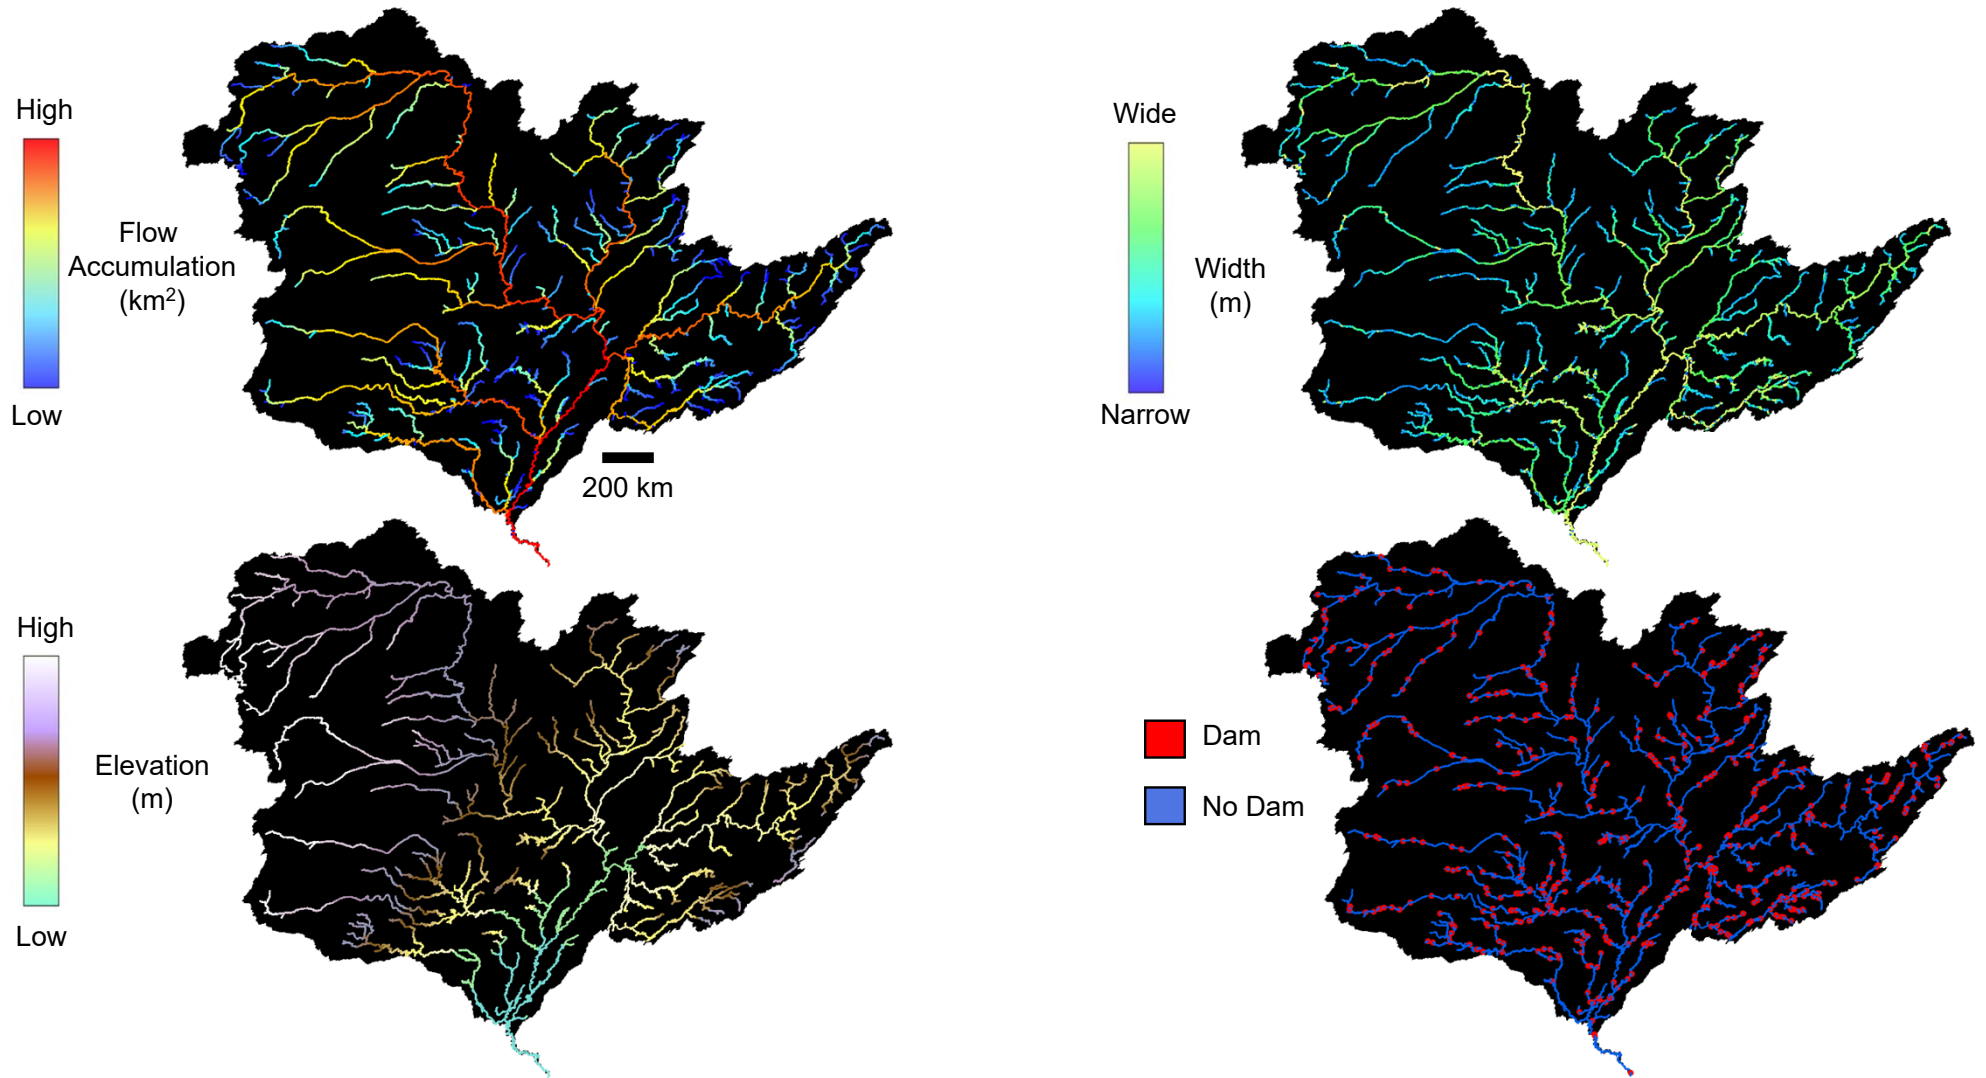 High
Flow
Accumulation
(km²)
Low
200 km
Wide
Width
(m)
Narrow
High
Elevation
(m)
Low
Dam
No Dam